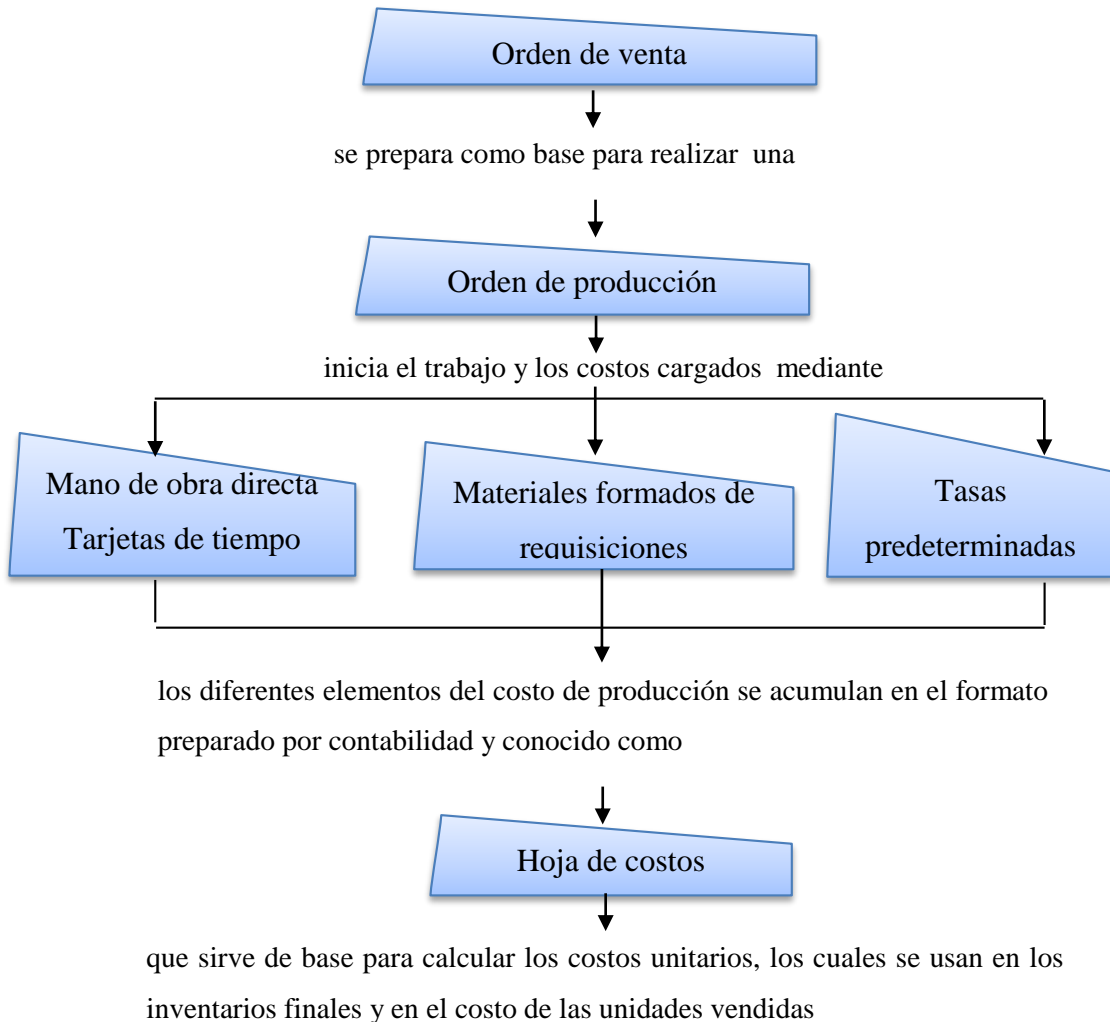 Orden de venta
se prepara como base para realizar una
Orden de producción
inicia el trabajo y los costos cargados mediante
Mano de obra directa
Tarjetas de tiempo
Materiales formados de
requisiciones
Tasas
predeterminadas
los diferentes elementos del costo de producción se acumulan en el formato
preparado por contabilidad y conocido como
Hoja de costos
que sirve de base para calcular los costos unitarios, los cuales se usan en los
inventarios finales y en el costo de las unidades vendidas